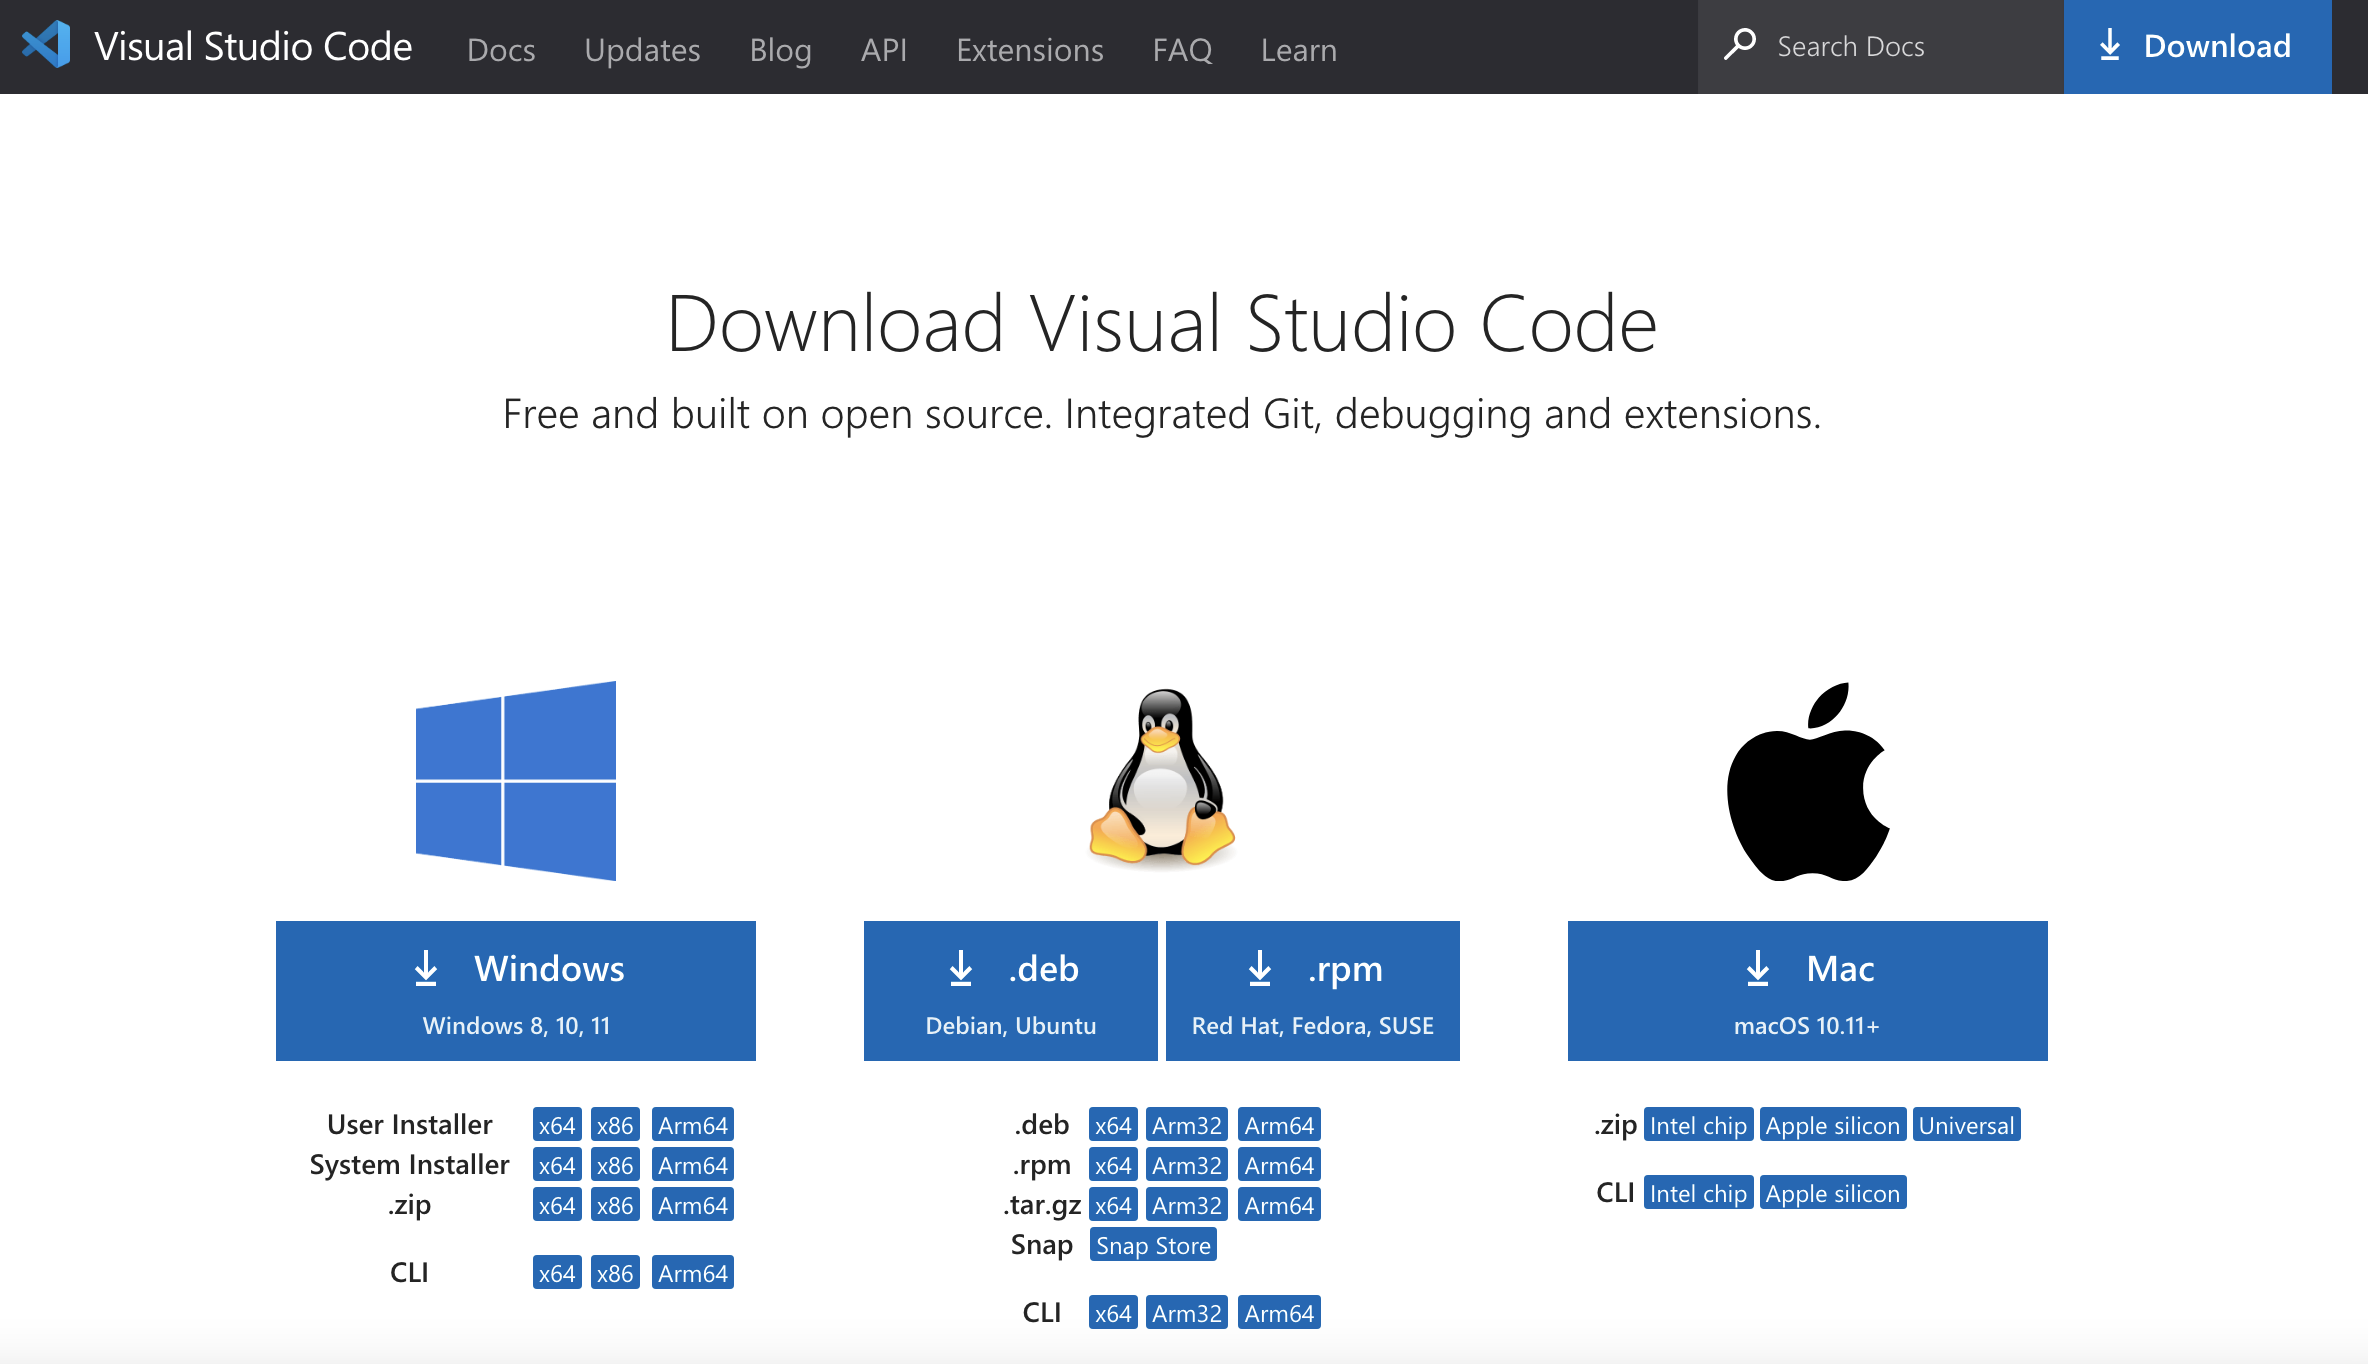 Visual Studio Code Docs Updates Blog API Extensions FAQ Learn Search Docs Download
Download Visual Studio Code
Free and built on open source. Integrated Git, debugging and extensions.
Windows
Windows 8, 10, 11
User Installer x64 x86 Arm64
System Installer x64 x86 Arm64
.zip x64 x86 Arm64
CLI x64 x86 Arm64
.deb
Debian, Ubuntu
.rpm
Red Hat, Fedora, SUSE
.deb x64 Arm32 Arm64
.rpm x64 Arm32 Arm64
.tar.gz x64 Arm32 Arm64
Snap Snap Store
CLI x64 Arm32 Arm64
Mac
macOS 10.11+
.zip Intel chip Apple silicon Universal
CLI Intel chip Apple silicon